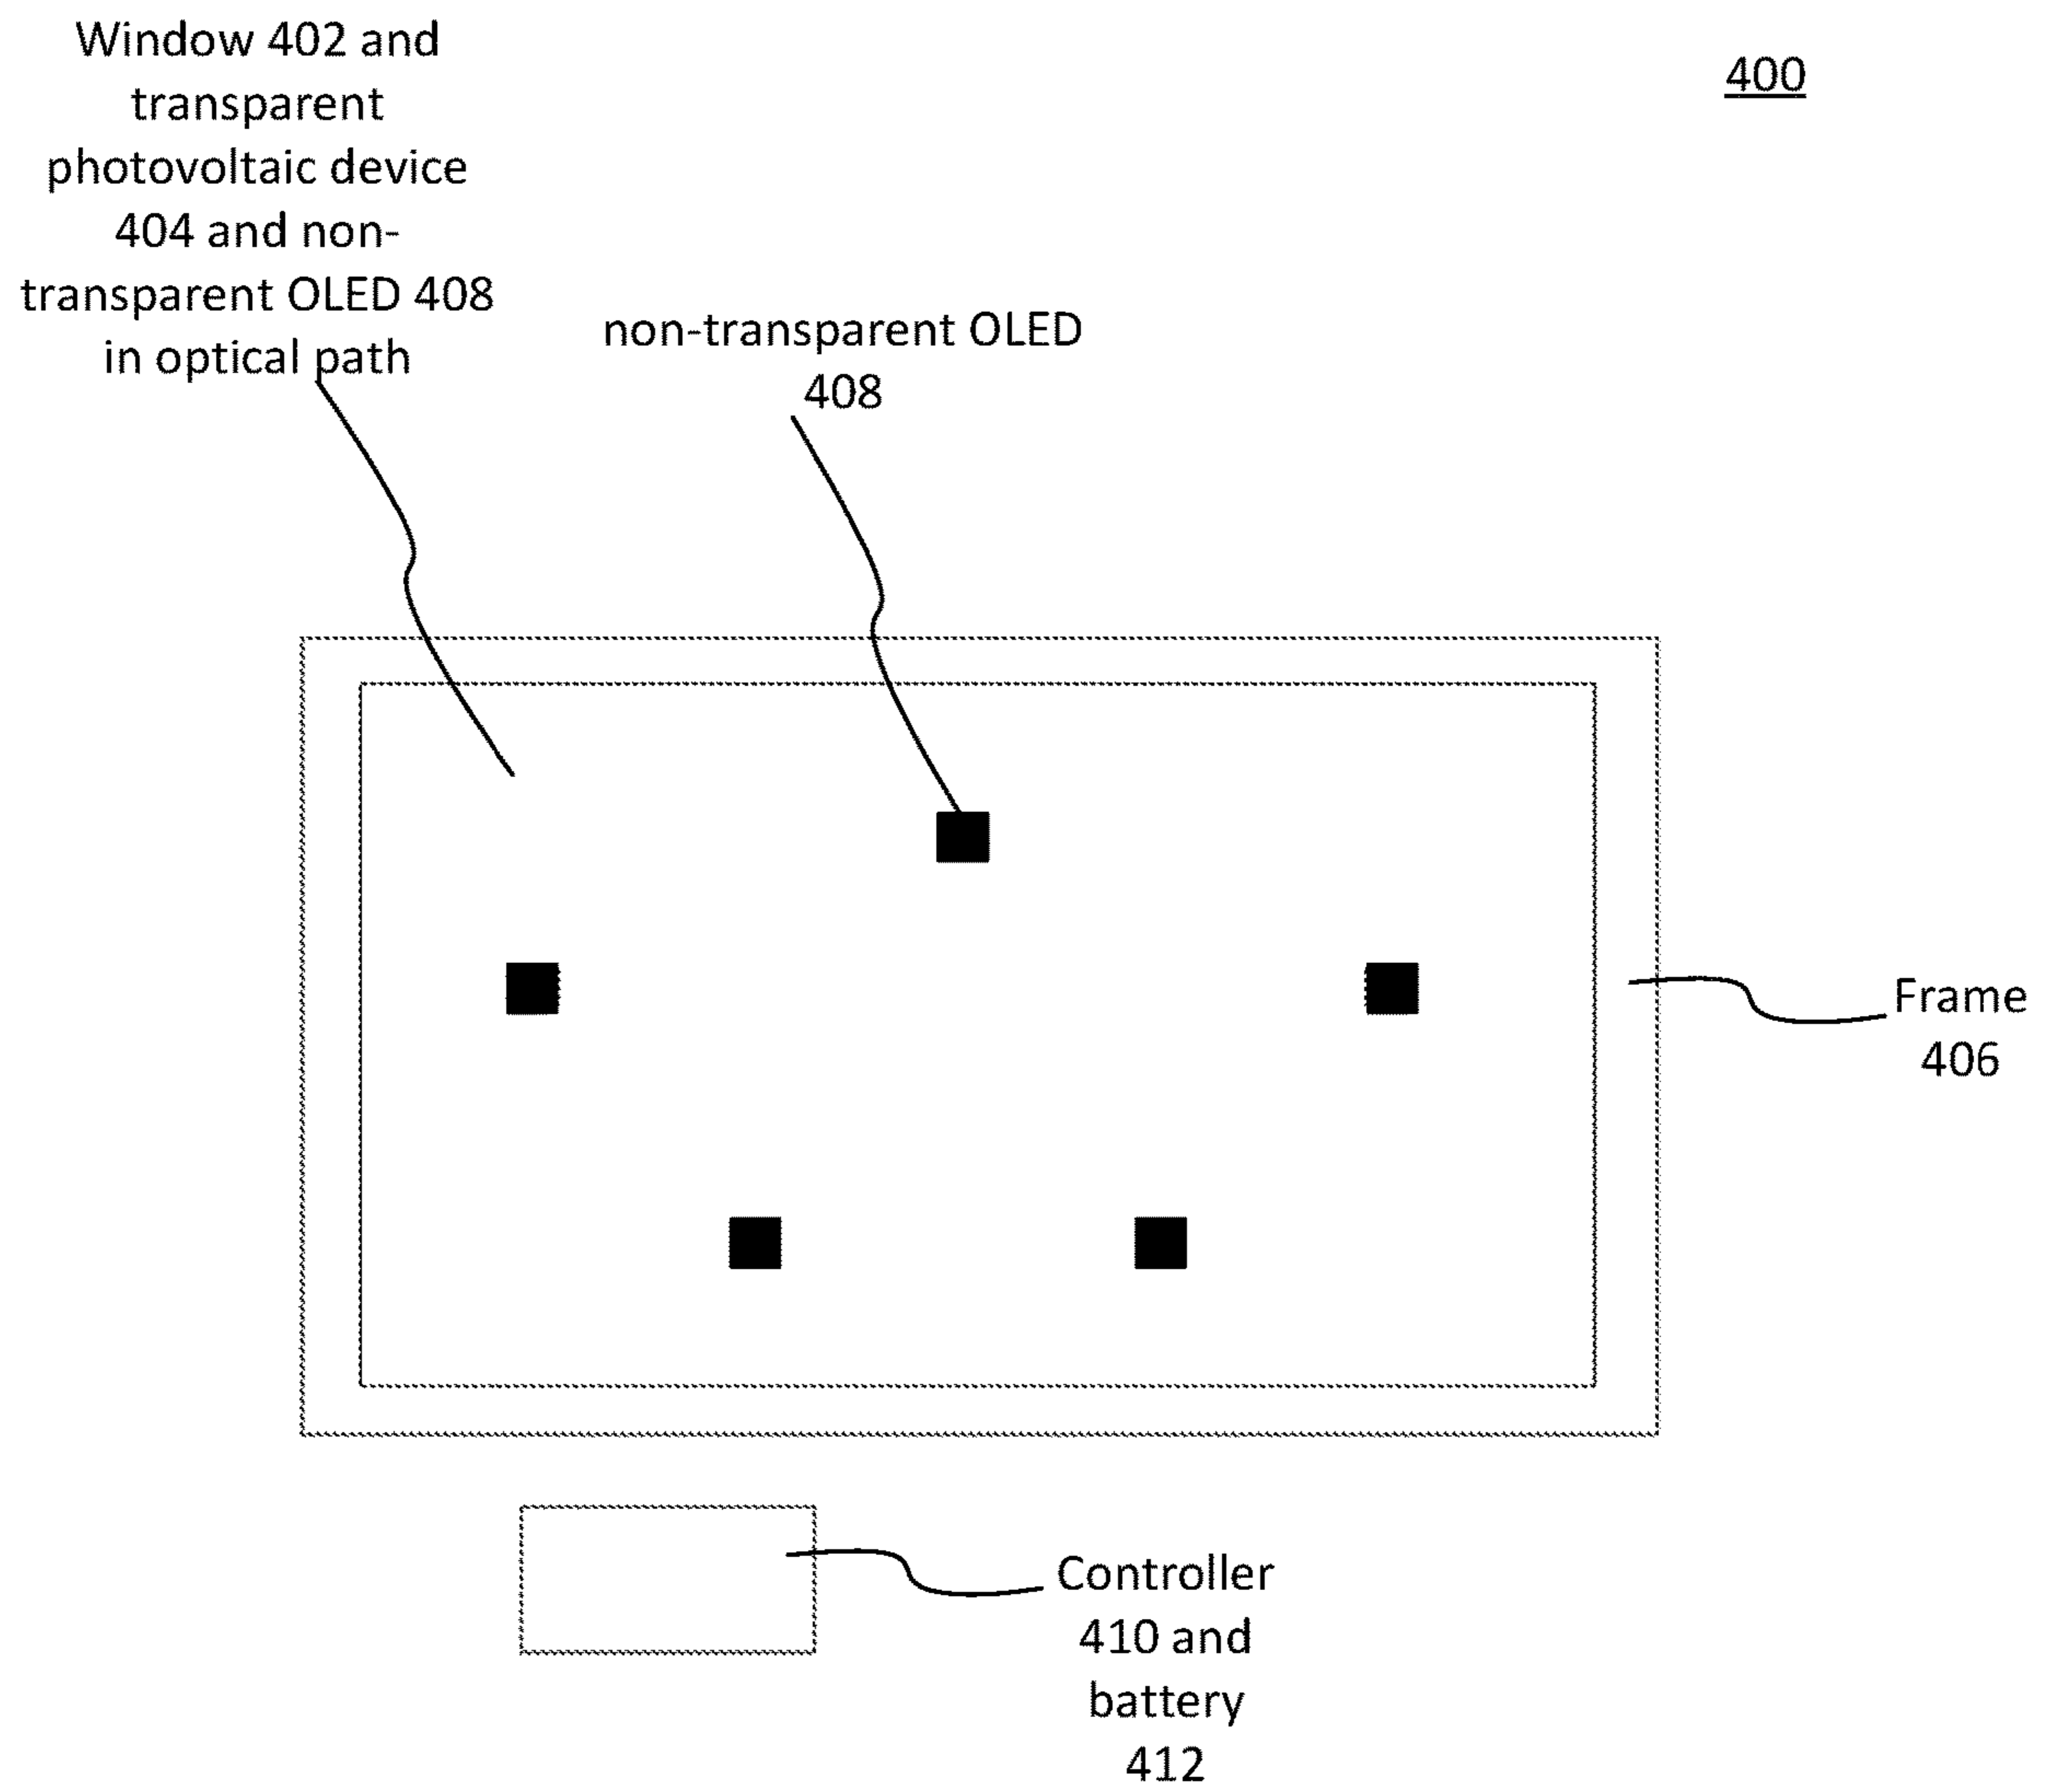 Window 402 and
transparent
photovoltaic device
404 and non-
transparent OLED 408
in optical path
400
non-transparent OLED
408
Frame
406
Controller
410 and
battery
412